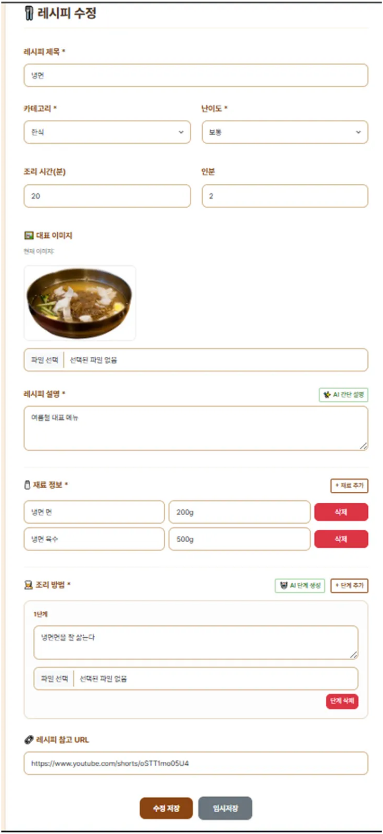 레시피 수정
레시피 제목 *
냉면
카테고리 * 난이도 *
한식 보통
조리 시간(분) 인분
20 2
대표 이미지
현재 이미지:
파일 선택 선택된 파일 없음
레시피 설명 * AI 간단 설명
여름철 대표 메뉴
재료 정보 * + 재료 추가
냉면 면 200g 삭제
냉면 육수 500g 삭제
조리 방법 * AI 단계 생성 + 단계 추가
1단계
냉면면을 잘 삶는다
파일 선택 선택된 파일 없음
단계 삭제
레시피 참고 URL
https://www.youtube.com/shorts/oSTT1mo05U4
수정 저장 임시저장